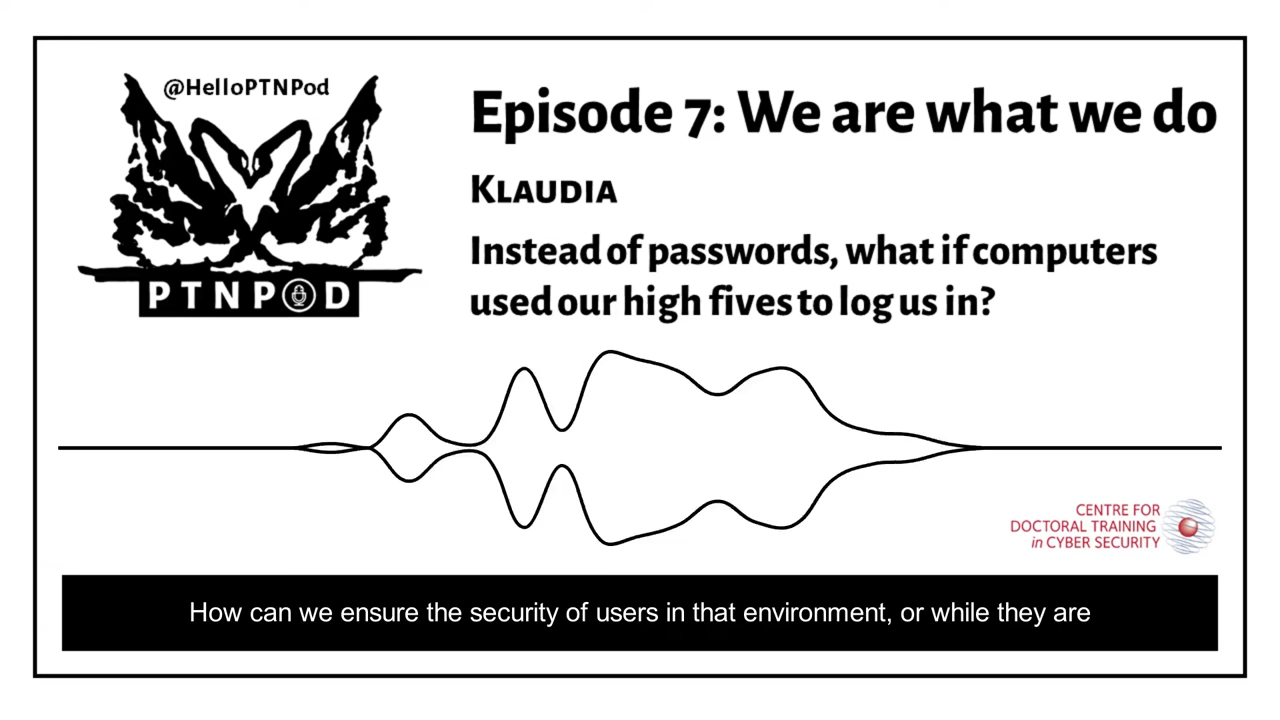 @HelloPTNPod
PTNPOD
Episode 7: We are what we do
Klaudia
Instead of passwords, what if computers
used our high fives to log us in?
CENTRE FOR
DOCTORAL TRAINING
in CYBER SECURITY
How can we ensure the security of users in that environment, or while they are